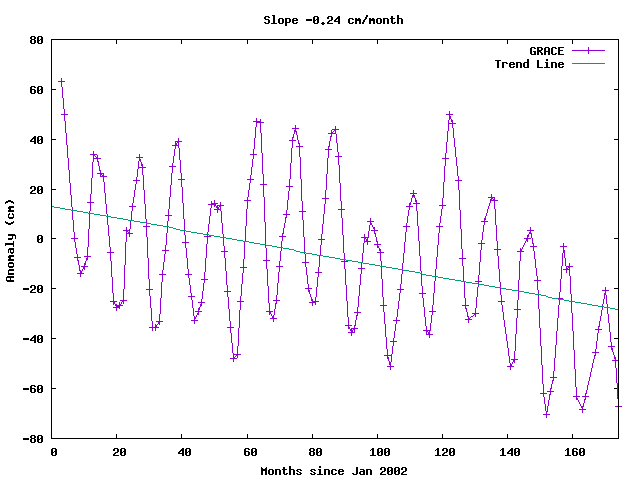 Slope -0.24 cm/month
GRACE
Trend Line
Anomaly (cm)
80
60
40
20
0
-20
-40
-60
-80
0 20 40 60 80 100 120 140 160
Months since Jan 2002